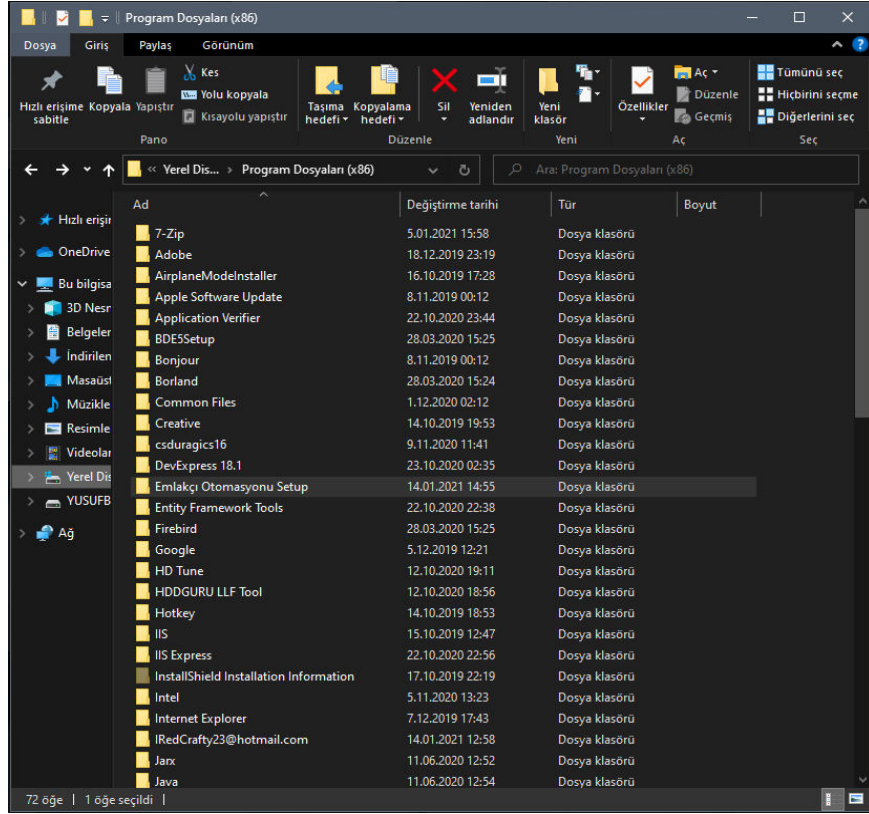 Program Dosyaları (x86)
Dosya Giriş Paylaş Görünüm
Hızlı erişime sabitle
Kopyala
Yapıştır
Kes
Yolu kopyala
Kısayolu yapıştır
Pano
Taşıma hedefi
Kopyalama hedefi
Sil
Yeniden adlandır
Düzenle
Yeni klasör
Yeni
Özellikler
Aç
Düzenle
Geçmiş
Aç
Tümünü seç
Hiçbirini seçme
Diğerlerini seç
Seç
« Yerel Dis... › Program Dosyaları (x86)
Ara: Program Dosyaları (x86)
Hızlı erişir
OneDrive
Bu bilgisa
3D Nesr
Belgeler
İndirilen
Masaüst
Müzikle
Resimle
Videolar
Yerel Dis
YUSUFB
Ağ
Ad Değiştirme tarihi Tür Boyut
7-Zip 5.01.2021 15:58 Dosya klasörü
Adobe 18.12.2019 23:19 Dosya klasörü
AirplaneModeInstaller 16.10.2019 17:28 Dosya klasörü
Apple Software Update 8.11.2019 00:12 Dosya klasörü
Application Verifier 22.10.2020 23:44 Dosya klasörü
BDE5Setup 28.03.2020 15:25 Dosya klasörü
Bonjour 8.11.2019 00:12 Dosya klasörü
Borland 28.03.2020 15:24 Dosya klasörü
Common Files 1.12.2020 02:12 Dosya klasörü
Creative 14.10.2019 19:53 Dosya klasörü
csduragics16 9.11.2020 11:41 Dosya klasörü
DevExpress 18.1 23.10.2020 02:35 Dosya klasörü
Emlakçı Otomasyonu Setup 14.01.2021 14:55 Dosya klasörü
Entity Framework Tools 22.10.2020 22:38 Dosya klasörü
Firebird 28.03.2020 15:25 Dosya klasörü
Google 5.12.2019 12:21 Dosya klasörü
HD Tune 12.10.2020 19:11 Dosya klasörü
HDDGURU LLF Tool 12.10.2020 18:56 Dosya klasörü
Hotkey 14.10.2019 18:53 Dosya klasörü
IIS 15.10.2019 12:47 Dosya klasörü
IIS Express 22.10.2020 22:56 Dosya klasörü
InstallShield Installation Information 17.10.2019 22:19 Dosya klasörü
Intel 5.11.2020 13:23 Dosya klasörü
Internet Explorer 7.12.2019 17:43 Dosya klasörü
IRedCrafty23@hotmail.com 14.01.2021 12:58 Dosya klasörü
Jarx 11.06.2020 12:52 Dosya klasörü
Java 11.06.2020 12:54 Dosya klasörü
72 öğe | 1 öğe seçildi |